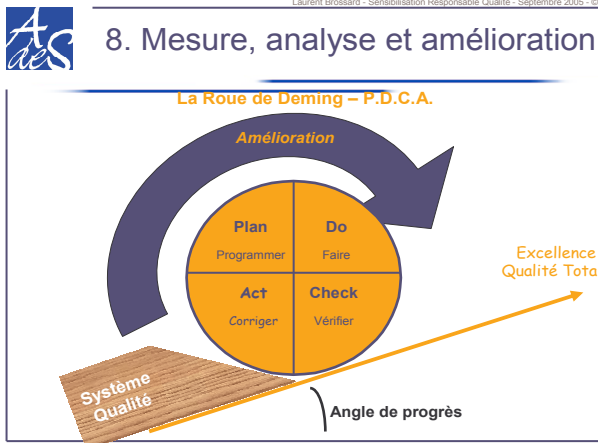 Laurent Brossard - Sensibilisation Responsable Qualité - Septembre 2005 - ©
A
deS
8. Mesure, analyse et amélioration
La Roue de Deming – P.D.C.A.
Amélioration
Plan
Programmer
Do
Faire
Act
Corriger
Check
Vérifier
Excellence
Qualité Tota
Système
Qualité
Angle de progrès